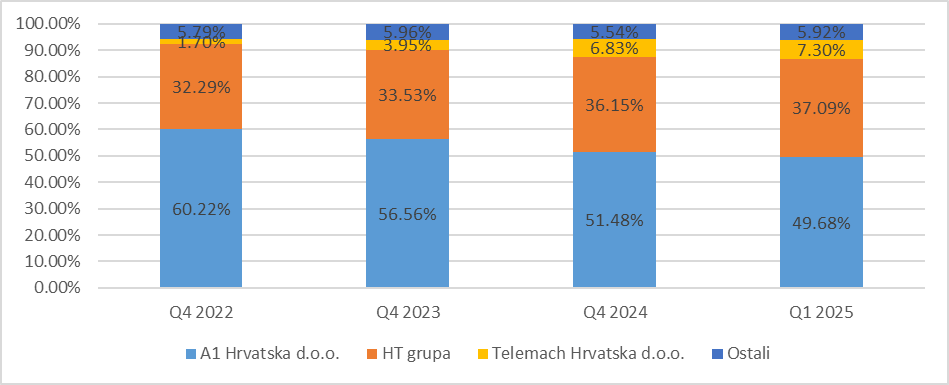 100.00%
90.00%
80.00%
70.00%
60.00%
50.00%
40.00%
30.00%
20.00%
10.00%
0.00%
5.79% 5.96% 5.54% 5.92%
1.70% 3.95% 6.83% 7.30%
32.29% 33.53% 36.15% 37.09%
60.22% 56.56% 51.48% 49.68%
Q4 2022 Q4 2023 Q4 2024 Q1 2025
A1 Hrvatska d.o.o. HT grupa Telemach Hrvatska d.o.o. Ostali